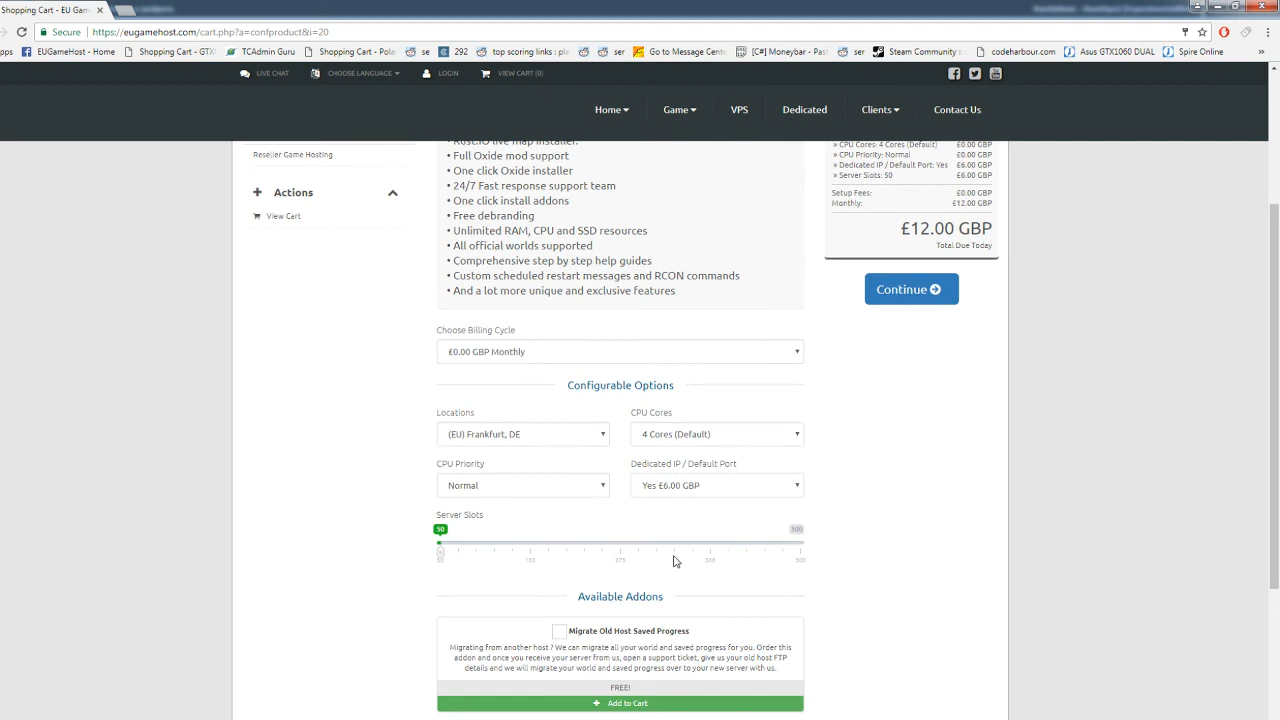 Shopping Cart - EU Gam
Secure https://eugamehost.com/cart.php?a=confproduct&i=20
pps EUGameHost - Home Shopping Cart - GTX TCAdmin Guru Shopping Cart - Pola se 292 top scoring links : pla ser Go to Message Cente [C#] Moneybar - Past ser Steam Community :: codeharbour.com Asus GTX1060 DUAL Spire Online »
LIVE CHAT CHOOSE LANGUAGE LOGIN VIEW CART (0)
Home Game VPS Dedicated Clients Contact Us
Reseller Game Hosting
Actions
View Cart
• Rust:IO live map installer.
• Full Oxide mod support
• One click Oxide installer
• 24/7 Fast response support team
• One click install addons
• Free debranding
• Unlimited RAM, CPU and SSD resources
• All official worlds supported
• Comprehensive step by step help guides
• Custom scheduled restart messages and RCON commands
• And a lot more unique and exclusive features
» CPU Cores: 4 Cores (Default) £0.00 GBP
» CPU Priority: Normal £0.00 GBP
» Dedicated IP / Default Port: Yes £6.00 GBP
» Server Slots: 50 £6.00 GBP
Setup Fees: £0.00 GBP
Monthly: £12.00 GBP
£12.00 GBP
Total Due Today
Continue
Choose Billing Cycle
£0.00 GBP Monthly
Configurable Options
Locations CPU Cores
(EU) Frankfurt, DE 4 Cores (Default)
CPU Priority Dedicated IP / Default Port
Normal Yes £6.00 GBP
Server Slots
50 500
50 163 275 388 500
Available Addons
Migrate Old Host Saved Progress
Migrating from another host ? We can migrate all your world and saved progress for you. Order this
addon and once you receive your server from us, open a support ticket, give us your old host FTP
details and we will migrate your world and saved progress over to your new server with us.
FREE!
+ Add to Cart